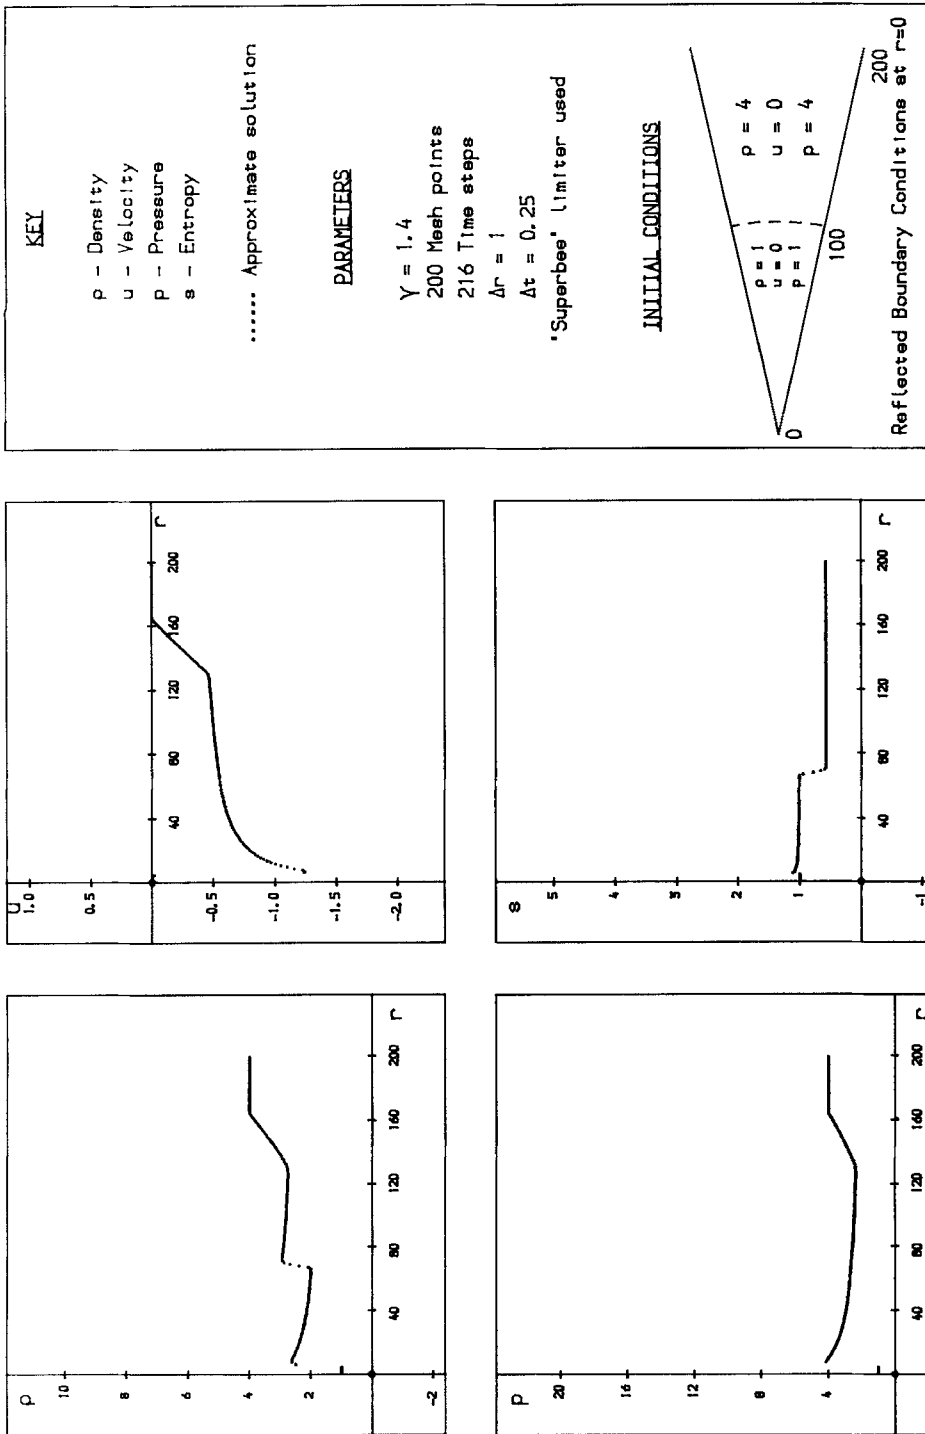 ρ
10
8
6
4
2
-2
40
80
120
160
200
r
u
1.0
0.5
-0.5
-1.0
-1.5
-2.0
40
80
120
160
200
r
p
20
16
12
8
4
40
80
120
160
200
r
s
5
4
3
2
1
-1
40
80
120
160
200
r
KEY
ρ - Density
u - Velocity
p - Pressure
s - Entropy
...... Approximate solution
PARAMETERS
γ = 1.4
200 Mesh points
216 Time steps
Δr = 1
Δt = 0.25
'Superbee' limiter used
INITIAL CONDITIONS
ρ = 1
u = 0
p = 1
ρ = 4
u = 0
p = 4
0
100
200
Reflected Boundary Conditions at r=0